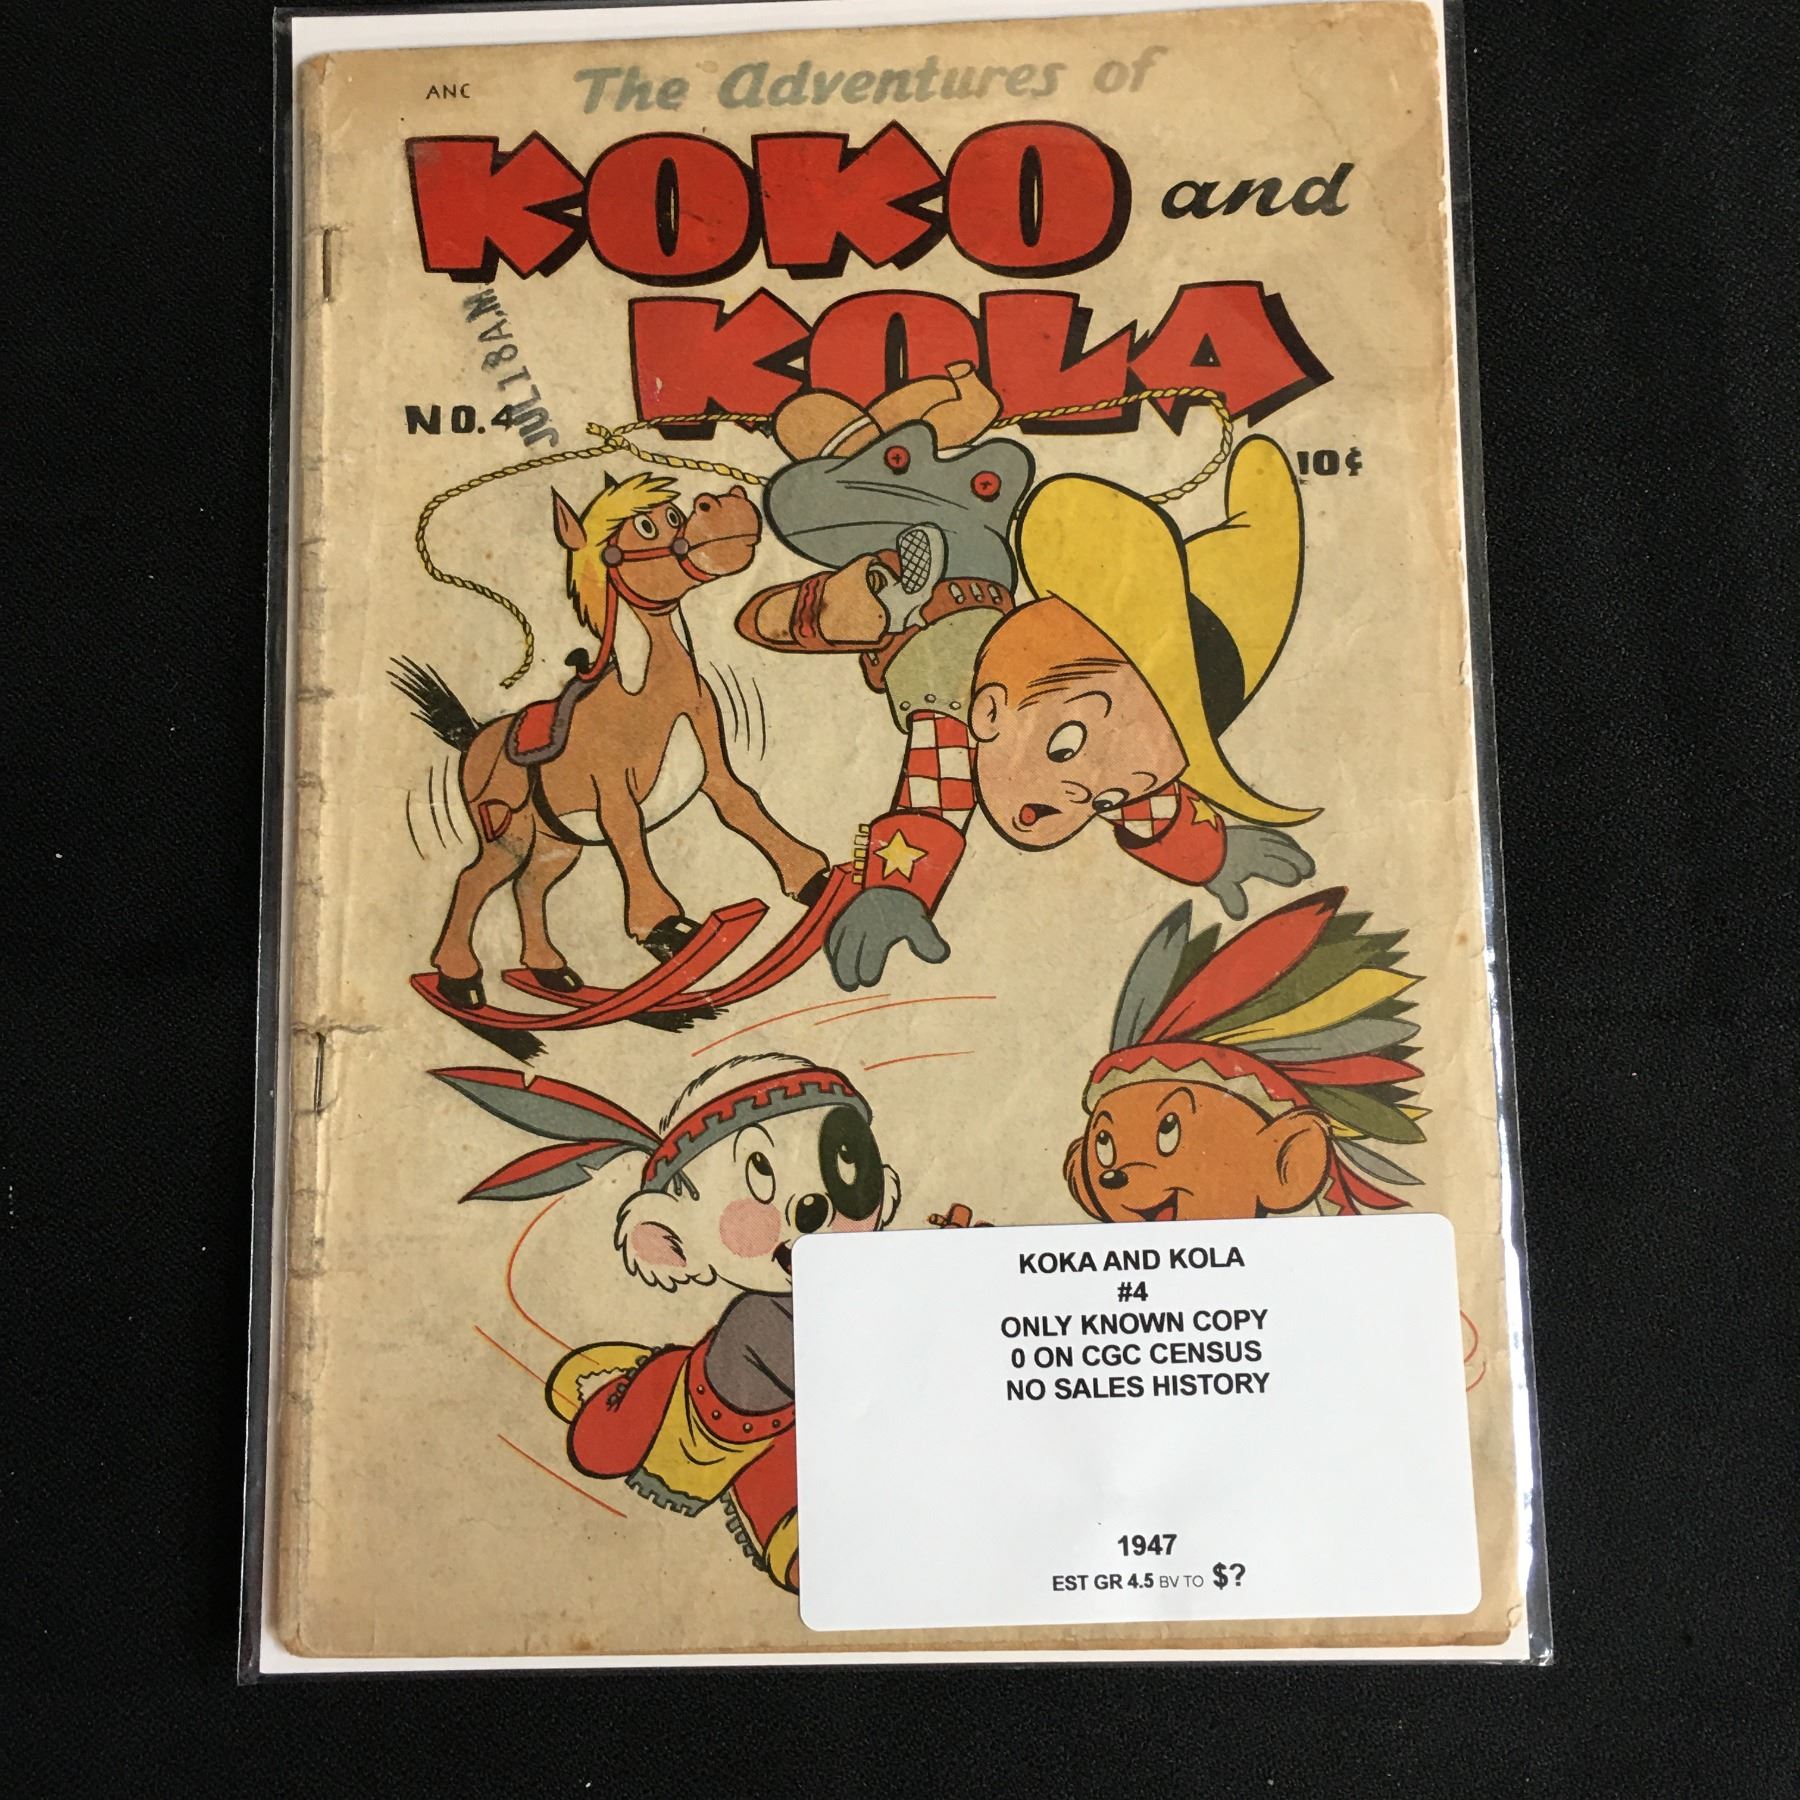 ANC
The Adventures of
KOKO and
KOLA
JUL 18 A.M.
NO. 4
10¢
KOKA AND KOLA
#4
ONLY KNOWN COPY
0 ON CGC CENSUS
NO SALES HISTORY
1947
EST GR 4.5 BV TO $?